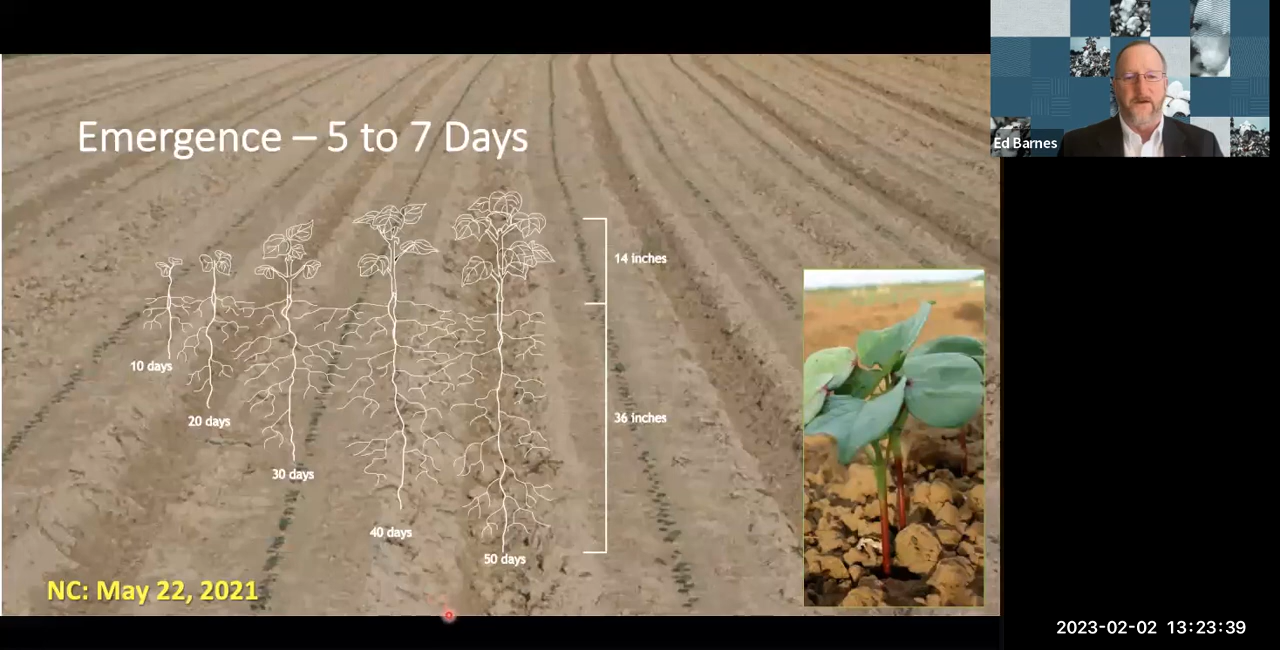 Ed Barnes
Emergence – 5 to 7 Days
14 inches
10 days
36 inches
20 days
30 days
40 days
50 days
NC: May 22, 2021
2023-02-02 13:23:39